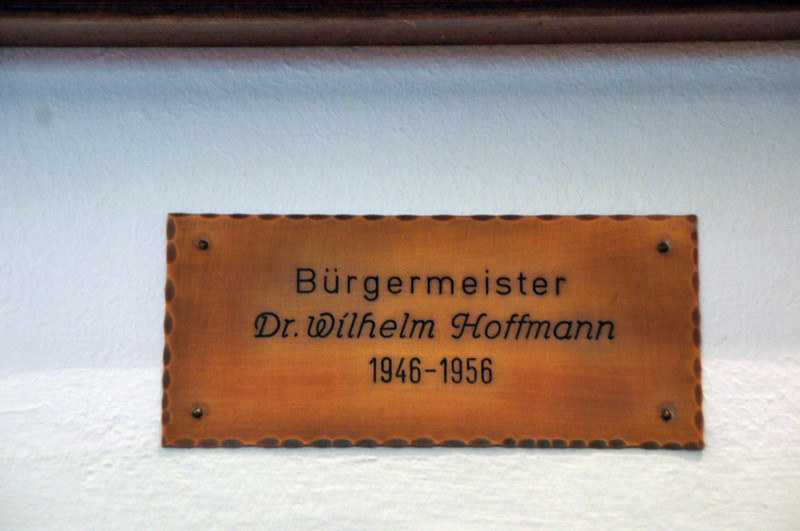 Bürgermeister
Dr. Wilhelm Hoffmann
1946-1956